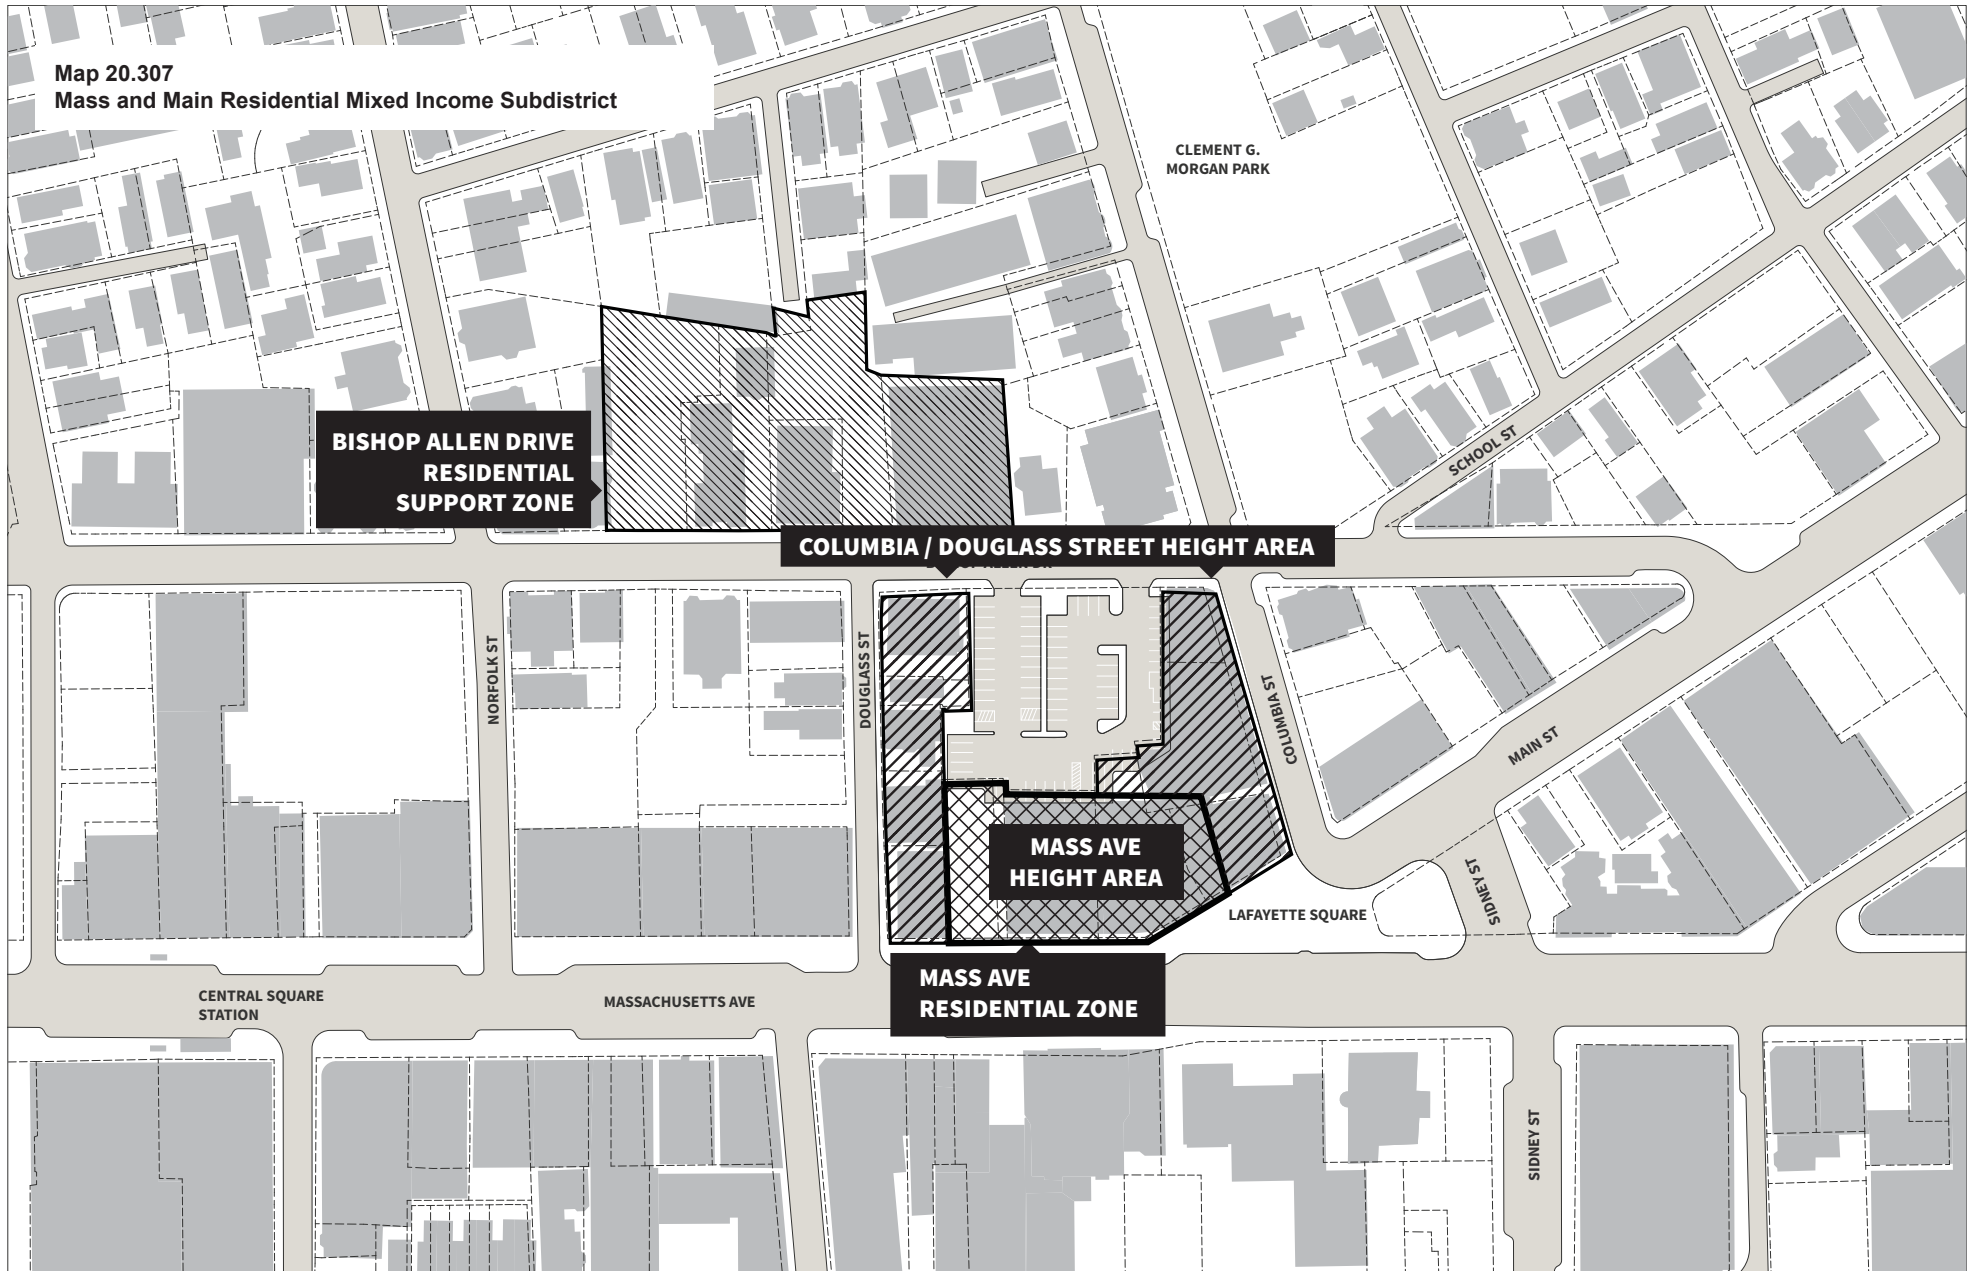 Map 20.307
Mass and Main Residential Mixed Income Subdistrict
CLEMENT G.
MORGAN PARK
BISHOP ALLEN DRIVE
RESIDENTIAL
SUPPORT ZONE
SCHOOL ST
COLUMBIA / DOUGLASS STREET HEIGHT AREA
NORFOLK ST
DOUGLASS ST
COLUMBIA ST
MAIN ST
MASS AVE
HEIGHT AREA
SIDNEY ST
LAFAYETTE SQUARE
MASS AVE
RESIDENTIAL ZONE
CENTRAL SQUARE
STATION
MASSACHUSETTS AVE
SIDNEY ST